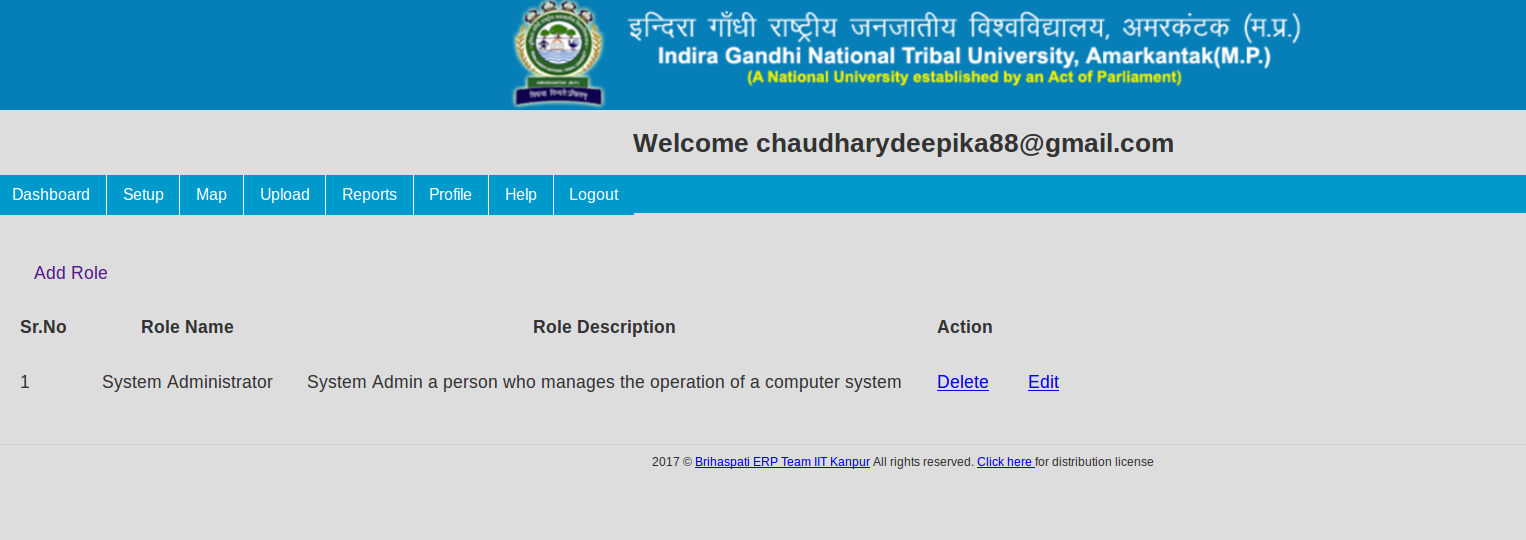 इन्दिरा गाँधी राष्ट्रीय जनजातीय विश्वविद्यालय, अमरकंटक (म.प्र.)
Indira Gandhi National Tribal University, Amarkantak(M.P.)
(A National University established by an Act of Parliament)
Welcome chaudharydeepika88@gmail.com
Dashboard Setup Map Upload Reports Profile Help Logout
Add Role
Sr.No Role Name Role Description Action
1 System Administrator System Admin a person who manages the operation of a computer system Delete Edit
2017 © Brihaspati ERP Team IIT Kanpur All rights reserved. Click here for distribution license